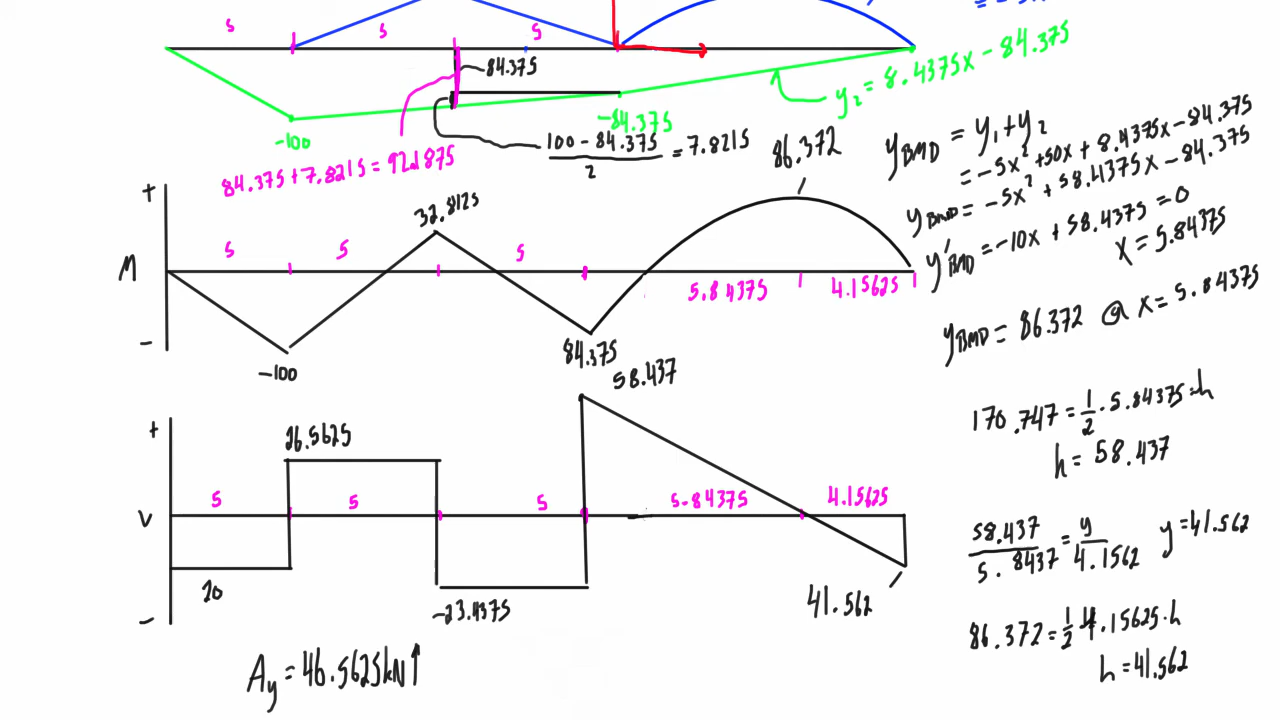 5
5
5
84.375
-100
-84.375
y₂ = 8.4375x - 84.375
100 - 84.375 / 2 = 7.8215
84.375 + 7.8215 = 92.1875
86.372
y_BMD = y₁ + y₂
= -5x² + 50x + 8.4375x - 84.375
y_BMD = -5x² + 58.4375x - 84.375
y'_BMD = -10x + 58.4375 = 0
x = 5.84375
y_BMD = 86.372 @ x = 5.84375
+
M
-
5
5
32.8125
5
5.84375
4.15625
-100
84.375
58.437
170.747 = 1/2 · 5.84375 · h
h = 58.437
+
V
-
26.5625
5
5
5
5.84375
4.15625
20
-23.4375
41.562
58.437 / 5.8437 = y / 4.1562
y = 41.562
86.372 = 1/2 4.15625 · h
h = 41.562
A_y = 46.5625kN↑